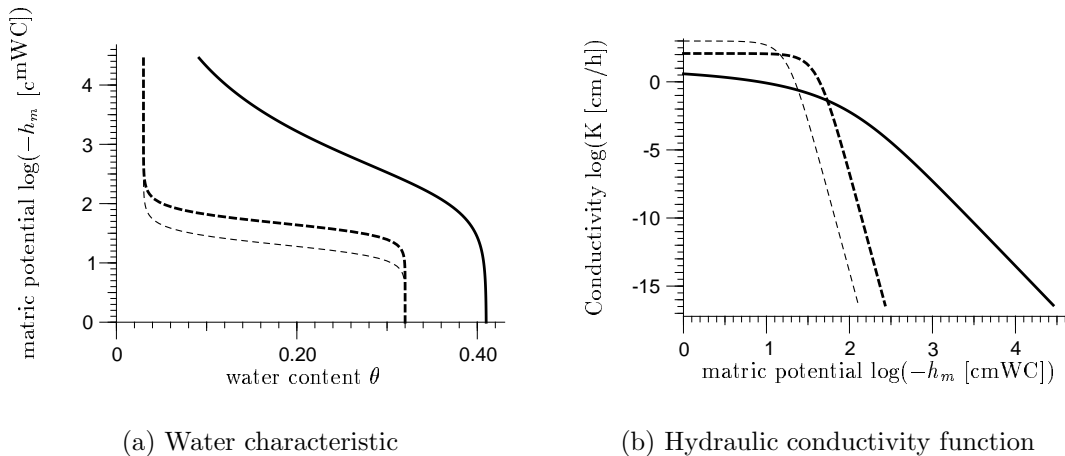 matric potential log(−h_m [cmWC])
4
3
2
1
0
0
0.20
0.40
water content θ
(a) Water characteristic
Conductivity log(K [cm/h])
0
-5
-10
-15
0
1
2
3
4
matric potential log(−h_m [cmWC])
(b) Hydraulic conductivity function